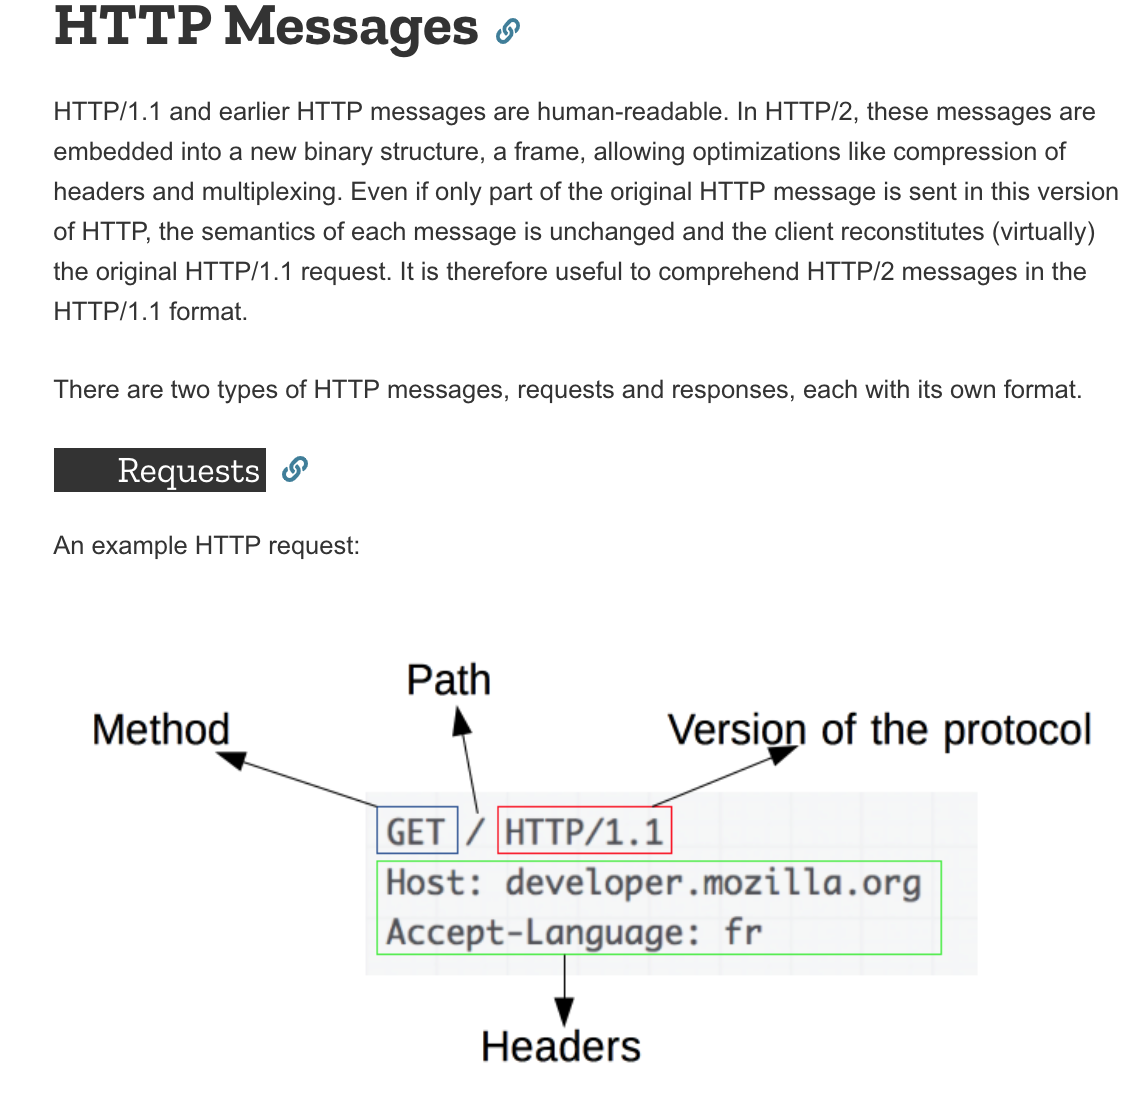 HTTP Messages
HTTP/1.1 and earlier HTTP messages are human-readable. In HTTP/2, these messages are
embedded into a new binary structure, a frame, allowing optimizations like compression of
headers and multiplexing. Even if only part of the original HTTP message is sent in this version
of HTTP, the semantics of each message is unchanged and the client reconstitutes (virtually)
the original HTTP/1.1 request. It is therefore useful to comprehend HTTP/2 messages in the
HTTP/1.1 format.
There are two types of HTTP messages, requests and responses, each with its own format.
Requests
An example HTTP request:
Path
Method
Version of the protocol
GET / HTTP/1.1
Host: developer.mozilla.org
Accept-Language: fr
Headers